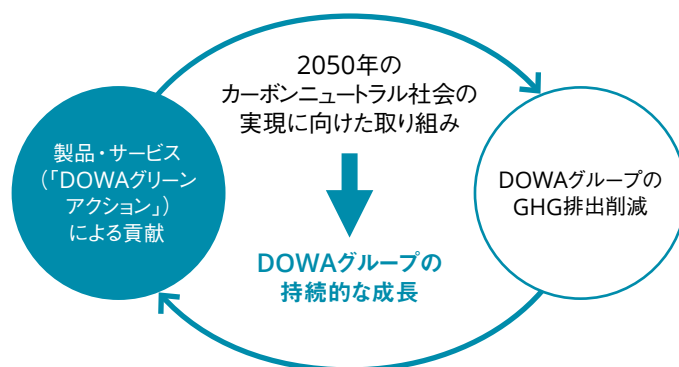 2050年の
カーボンニュートラル社会の
実現に向けた取り組み
製品・サービス
(「DOWAグリーン
アクション」)
による貢献
DOWAグループの
GHG排出削減
DOWAグループの
持続的な成長